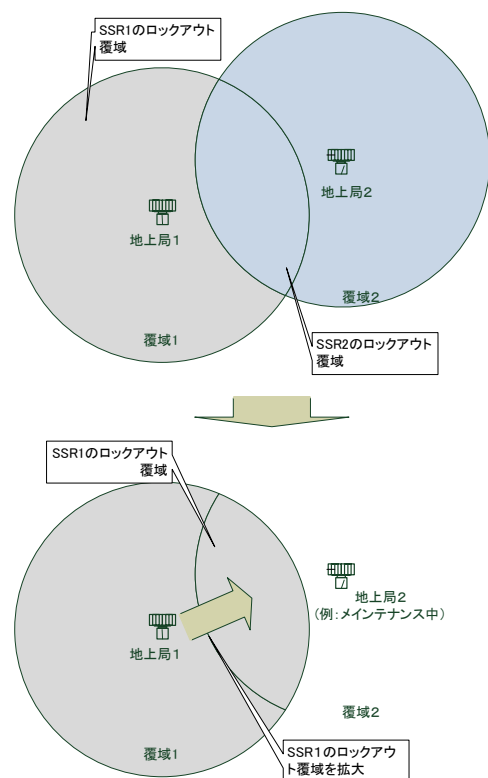 SSR1のロックアウト
覆域
地上局2
地上局1
覆域2
覆域1
SSR2のロックアウト
覆域
SSR1のロックアウト
覆域
地上局2
(例:メインテナンス中)
地上局1
覆域2
覆域1
SSR1のロックアウ
ト覆域を拡大